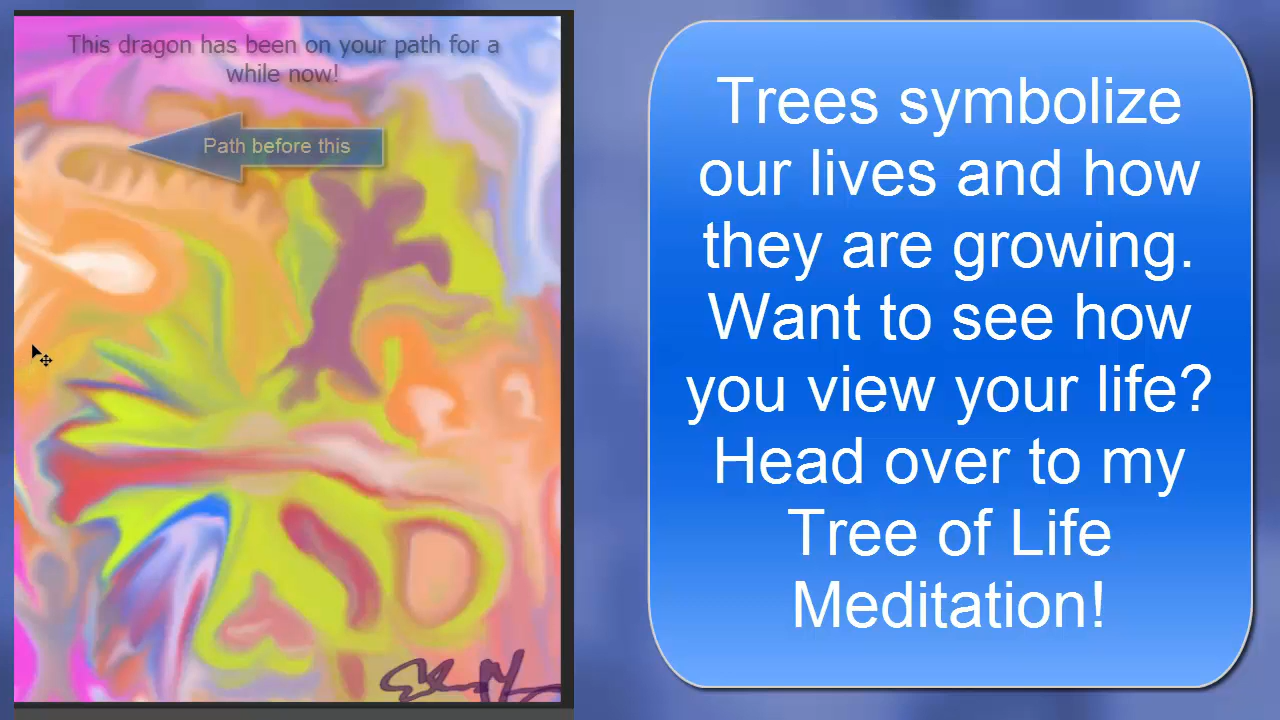 This dragon has been on your path for a
while now!
Path before this
Trees symbolize
our lives and how
they are growing.
Want to see how
you view your life?
Head over to my
Tree of Life
Meditation!